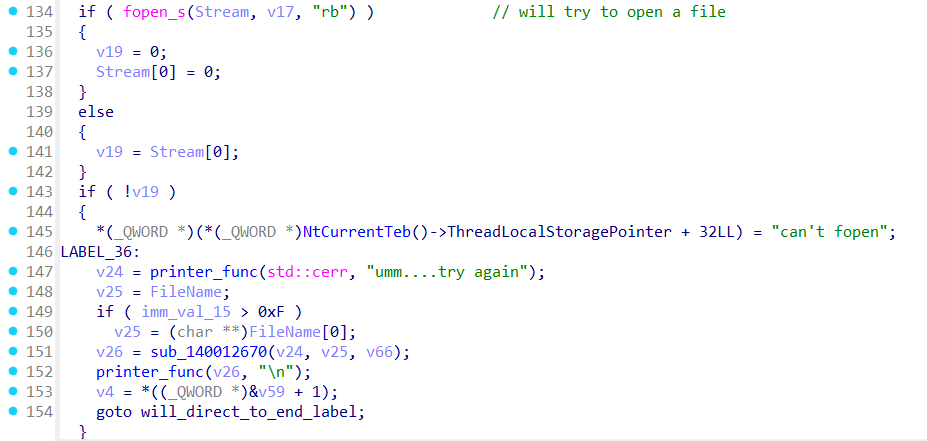 134 if ( fopen_s(Stream, v17, "rb") ) // will try to open a file
135 {
136 v19 = 0;
137 Stream[0] = 0;
138 }
139 else
140 {
141 v19 = Stream[0];
142 }
143 if ( !v19 )
144 {
145 *(_QWORD *)(*(_QWORD *)NtCurrentTeb()->ThreadLocalStoragePointer + 32LL) = "can't fopen";
146 LABEL_36:
147 v24 = printer_func(std::cerr, "umm....try again");
148 v25 = FileName;
149 if ( imm_val_15 > 0xF )
150 v25 = (char **)FileName[0];
151 v26 = sub_140012670(v24, v25, v66);
152 printer_func(v26, "\n");
153 v4 = *((_QWORD *)&v59 + 1);
154 goto will_direct_to_end_label;
}